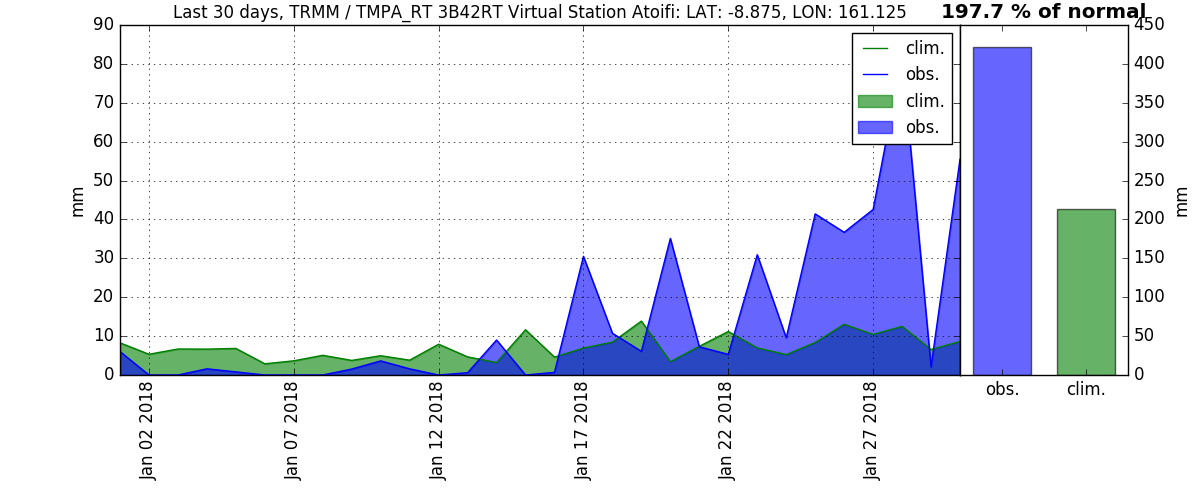 Last 30 days, TRMM / TMPA_RT 3B42RT Virtual Station Atoifi: LAT: -8.875, LON: 161.125
197.7 % of normal
90
80
70
60
50
40
30
20
10
0
mm
clim.
obs.
clim.
obs.
Jan 02 2018
Jan 07 2018
Jan 12 2018
Jan 17 2018
Jan 22 2018
Jan 27 2018
450
400
350
300
250
200
150
100
50
0
mm
obs.
clim.